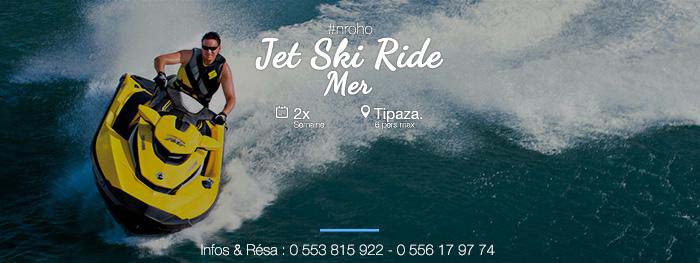 #nroho
Jet Ski Ride
Mer
2x
Semaine
Tipaza.
6 pers max
Infos & Résa : 0 553 815 922 - 0 556 17 97 74